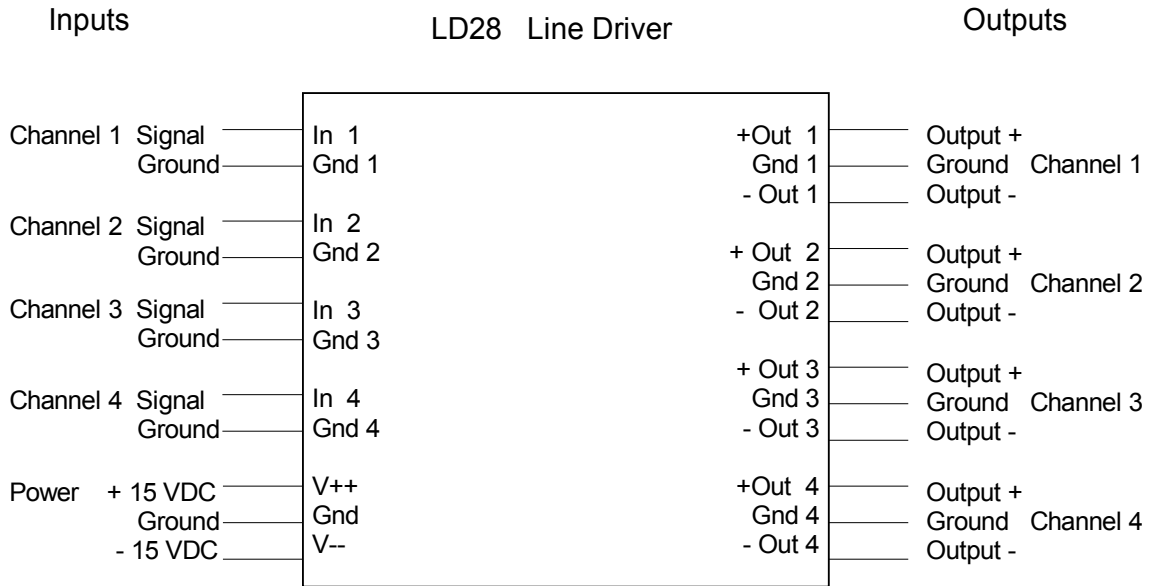 Inputs
LD28 Line Driver
Outputs
Channel 1 Signal
Ground
Channel 2 Signal
Ground
Channel 3 Signal
Ground
Channel 4 Signal
Ground
Power + 15 VDC
Ground
- 15 VDC
In 1
Gnd 1
In 2
Gnd 2
In 3
Gnd 3
In 4
Gnd 4
V++
Gnd
V--
+Out 1
Gnd 1
- Out 1
+ Out 2
Gnd 2
- Out 2
+ Out 3
Gnd 3
- Out 3
+Out 4
Gnd 4
- Out 4
Output +
Ground Channel 1
Output -
Output +
Ground Channel 2
Output -
Output +
Ground Channel 3
Output -
Output +
Ground Channel 4
Output -